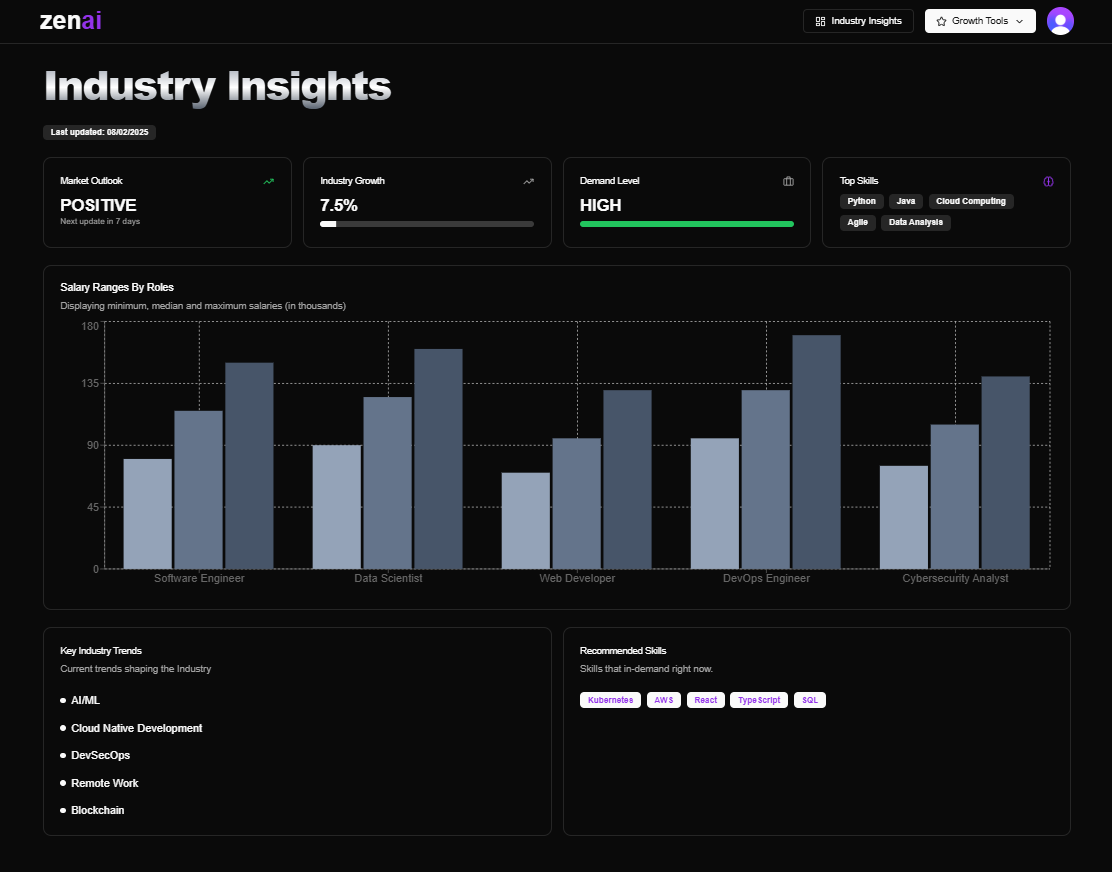 zenai
Industry Insights
Growth Tools
Industry Insights
Last updated: 08/02/2025
Market Outlook
POSITIVE
Next update in 7 days
Industry Growth
7.5%
Demand Level
HIGH
Top Skills
Python Java Cloud Computing
Agile Data Analysis
Salary Ranges By Roles
Displaying minimum, median and maximum salaries (in thousands)
180
135
90
45
0
Software Engineer Data Scientist Web Developer DevOps Engineer Cybersecurity Analyst
Key Industry Trends
Current trends shaping the Industry
AI/ML
Cloud Native Development
DevSecOps
Remote Work
Blockchain
Recommended Skills
Skills that in-demand right now.
Kubernetes AWS React TypeScript SQL